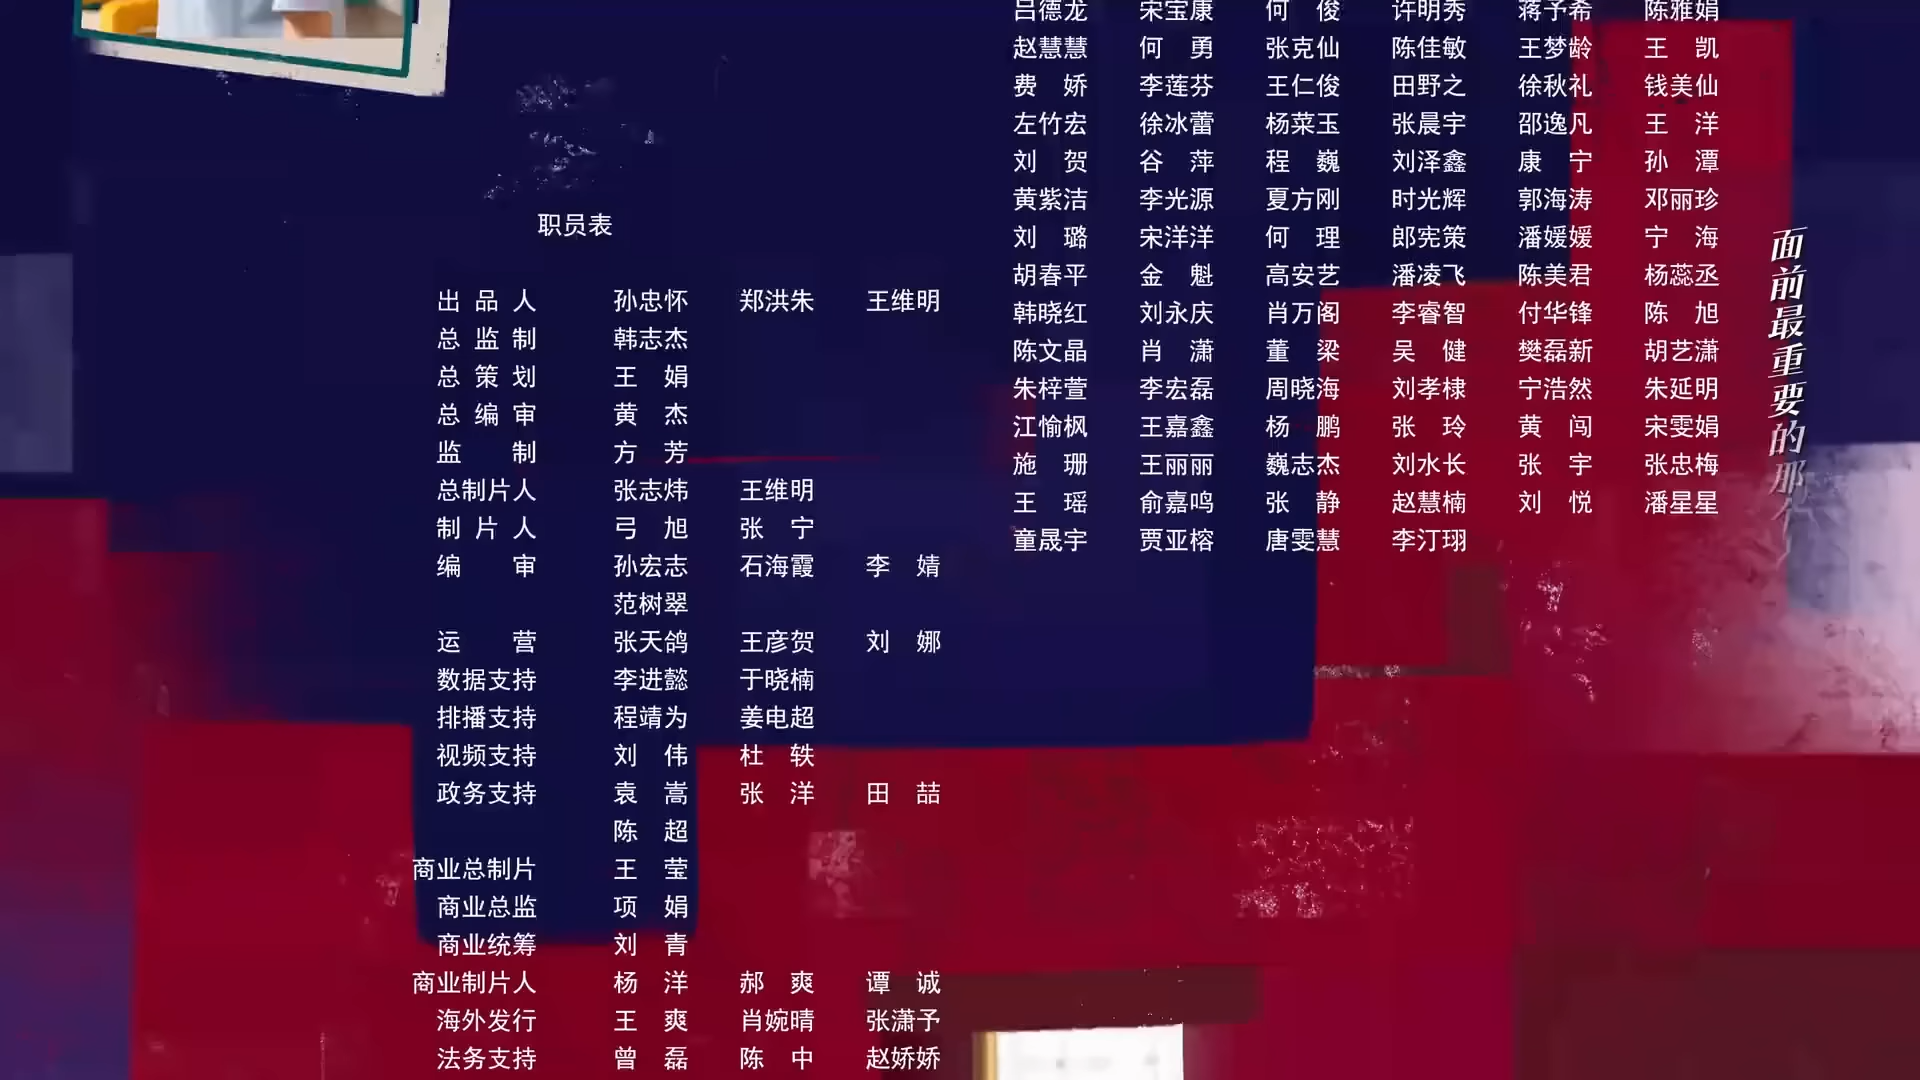 职员表
出品人 孙忠怀 郑洪朱 王维明
总监制 韩志杰
总策划 王娟
总编审 黄杰
监制 方芳
总制片人 张志炜 王维明
制片人 弓旭 张宁
编审 孙宏志 石海霞 李婧
范树翠
运营 张天鸽 王彦贺 刘娜
数据支持 李进懿 于晓楠
排播支持 程靖为 姜电超
视频支持 刘伟 杜轶
政务支持 袁嵩 张洋 田喆
陈超
商业总制片 王莹
商业总监 项娟
商业统筹 刘青
商业制片人 杨洋 郝爽 谭诚
海外发行 王爽 肖婉晴 张潇予
法务支持 曾磊 陈中 赵娇娇
吕德龙 宋宝康 何俊 许明秀 蒋予希 陈雅娟
赵慧慧 何勇 张克仙 陈佳敏 王梦龄 王凯
费娇 李莲芬 王仁俊 田野之 徐秋礼 钱美仙
左竹宏 徐冰蕾 杨菜玉 张晨宇 邵逸凡 王洋
刘贺 谷萍 程巍 刘泽鑫 康宁 孙潭
黄紫洁 李光源 夏方刚 时光辉 郭海涛 邓丽珍
刘璐 宋洋洋 何理 郎宪策 潘媛媛 宁海
胡春平 金魁 高安艺 潘凌飞 陈美君 杨蕊丞
韩晓红 刘永庆 肖万阁 李睿智 付华锋 陈旭
陈文晶 肖潇 董梁 吴健 樊磊新 胡艺潇
朱梓萱 李宏磊 周晓海 刘孝棣 宁浩然 朱延明
江愉枫 王嘉鑫 杨鹏 张玲 黄闯 宋雯娟
施珊 王丽丽 巍志杰 刘水长 张宇 张忠梅
王瑶 俞嘉鸣 张静 赵慧楠 刘悦 潘星星
童晟宇 贾亚榕 唐雯慧 李汀珝
面前最重要的那个